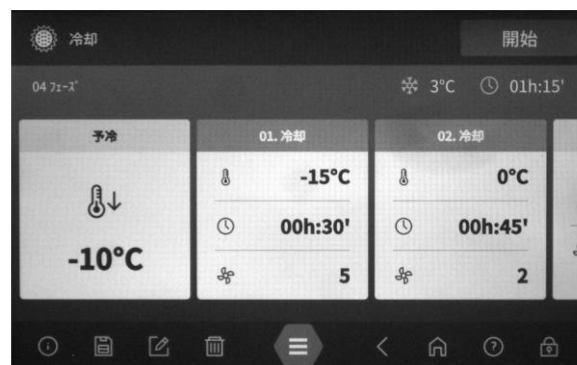 冷却
開始
04 ﾌｪｰｽﾞ
3°C
01h:15'
予冷
-10°C
01. 冷却
-15°C
00h:30'
5
02. 冷却
0°C
00h:45'
2